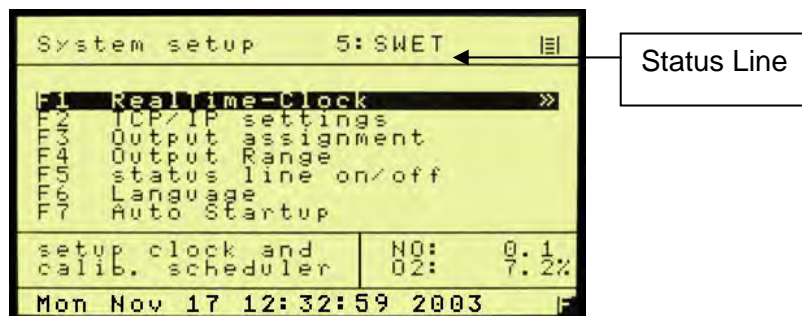 System setup 5:SWET
Status Line
F1 RealTime-Clock »
F2 TCP/IP settings
F3 Output assignment
F4 Output Range
F5 status line on/off
F6 Language
F7 Auto Startup
setup clock and
calib. scheduler
NO: 0.1
O2: 7.2%
Mon Nov 17 12:32:59 2003 F